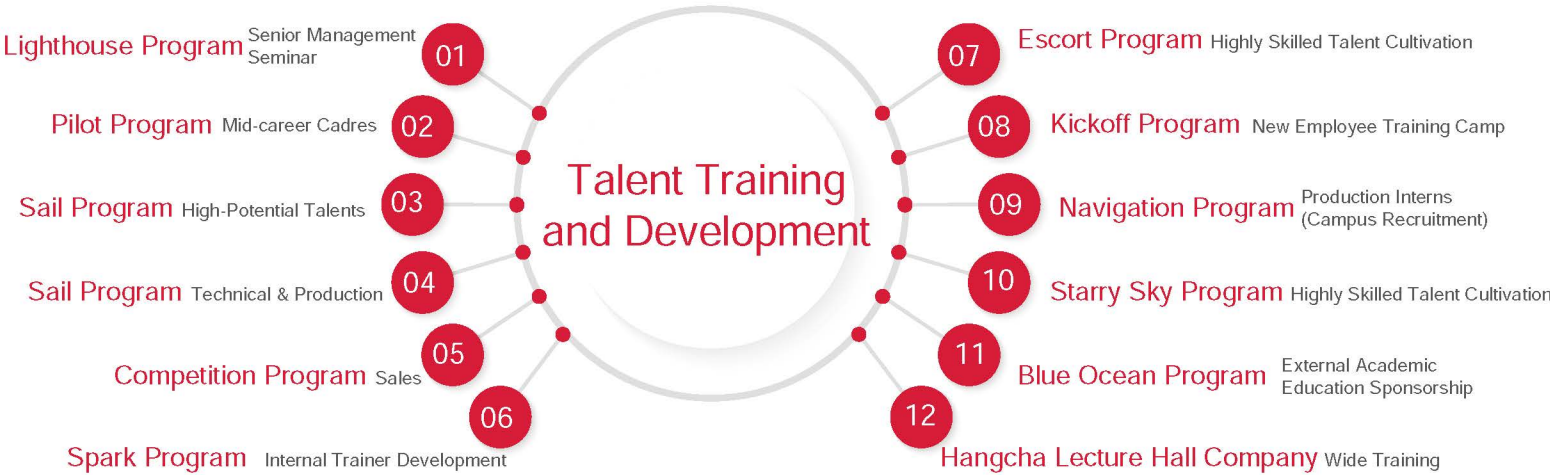 Talent Training
and Development
01
Lighthouse Program Senior Management
Seminar
02
Pilot Program Mid-career Cadres
03
Sail Program High-Potential Talents
04
Sail Program Technical & Production
05
Competition Program Sales
06
Spark Program Internal Trainer Development
07
Escort Program Highly Skilled Talent Cultivation
08
Kickoff Program New Employee Training Camp
09
Navigation Program Production Interns
(Campus Recruitment)
10
Starry Sky Program Highly Skilled Talent Cultivation
11
Blue Ocean Program External Academic
Education Sponsorship
12
Hangcha Lecture Hall Company Wide Training